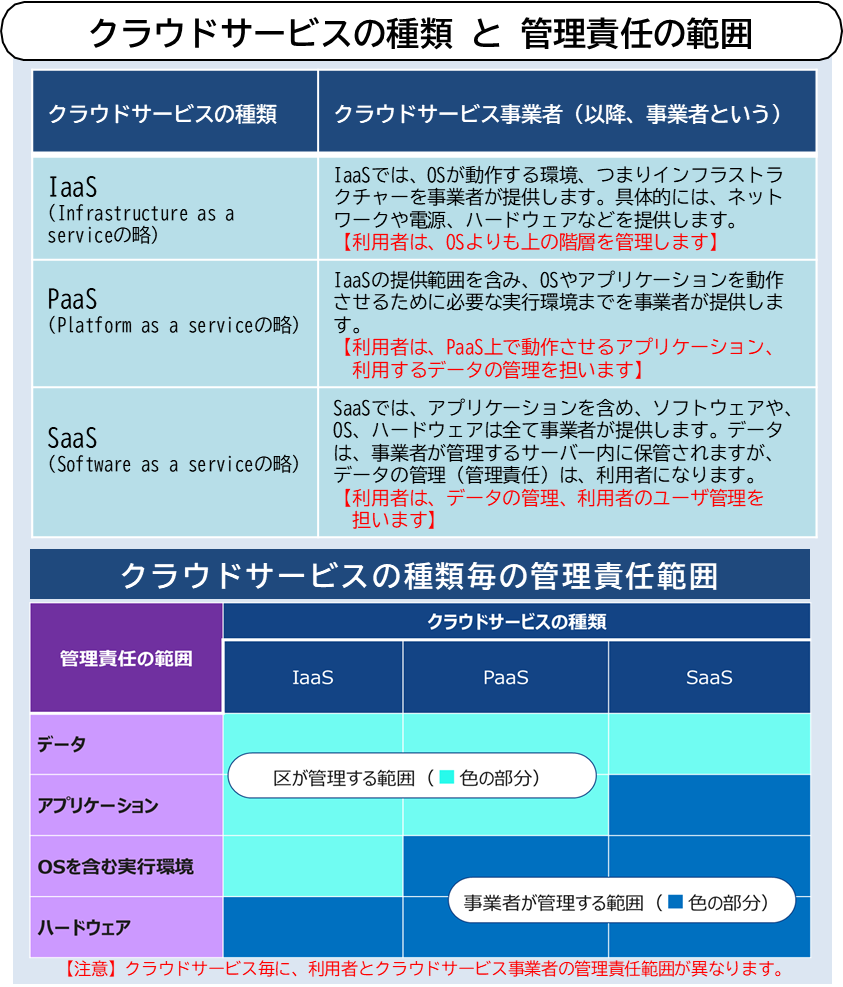 クラウドサービスの種類 と 管理責任の範囲
クラウドサービスの種類
クラウドサービス事業者（以降、事業者という）
IaaS
(Infrastructure as a
serviceの略)
IaaSでは、OSが動作する環境、つまりインフラストラ
クチャーを事業者が提供します。具体的には、ネット
ワークや電源、ハードウェアなどを提供します。
【利用者は、OSよりも上の階層を管理します】
PaaS
(Platform as a serviceの略)
IaaSの提供範囲を含み、OSやアプリケーションを動作
させるために必要な実行環境までを事業者が提供しま
す。
【利用者は、PaaS上で動作させるアプリケーション、
利用するデータの管理を担います】
SaaS
(Software as a serviceの略)
SaaSでは、アプリケーションを含め、ソフトウェアや、
OS、ハードウェアは全て事業者が提供します。データ
は、事業者が管理するサーバー内に保管されますが、
データの管理（管理責任）は、利用者になります。
【利用者は、データの管理、利用者のユーザ管理を
担います】
クラウドサービスの種類毎の管理責任範囲
管理責任の範囲
クラウドサービスの種類
IaaS
PaaS
SaaS
データ
区が管理する範囲（■色の部分）
アプリケーション
OSを含む実行環境
事業者が管理する範囲（■色の部分）
ハードウェア
【注意】クラウドサービス毎に、利用者とクラウドサービス事業者の管理責任範囲が異なります。